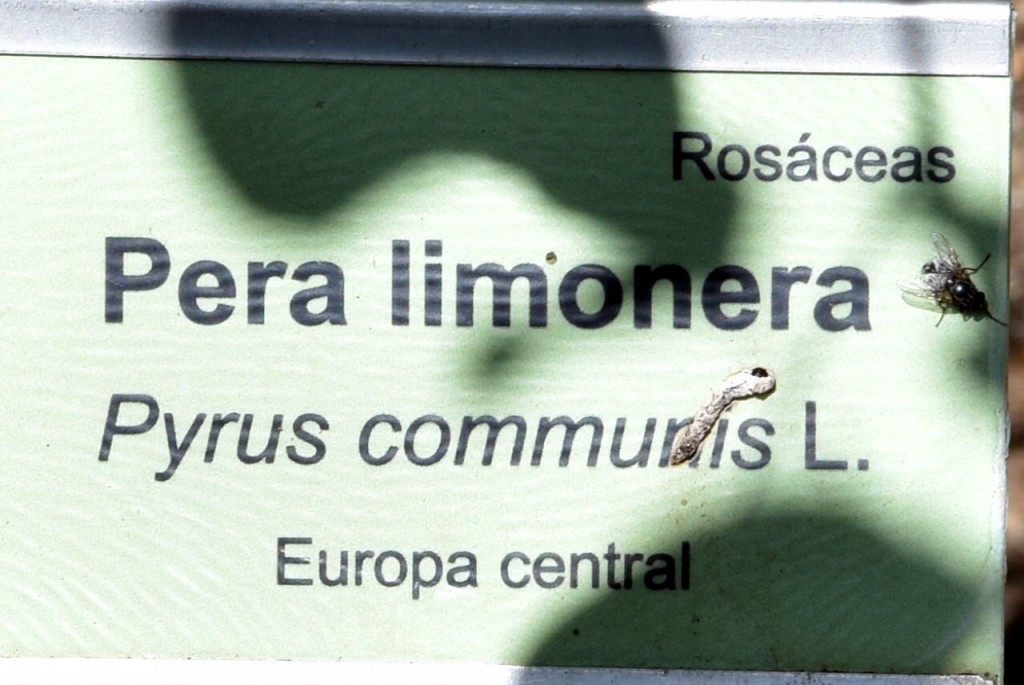 Rosáceas
Pera limonera
Pyrus communis L.
Europa central